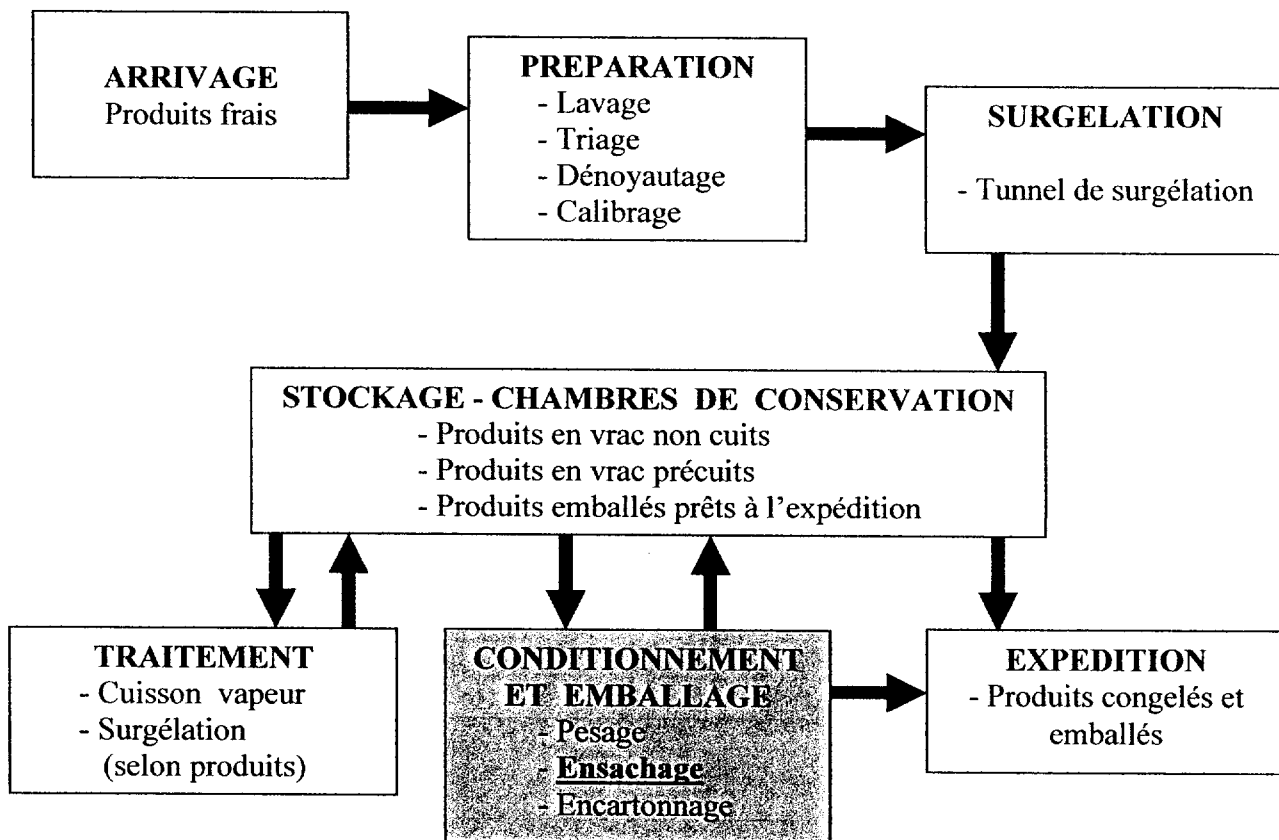 ARRIVAGE
Produits frais
PREPARATION
- Lavage
- Triage
- Dénoyautage
- Calibrage
SURGELATION
- Tunnel de surgélation
STOCKAGE - CHAMBRES DE CONSERVATION
- Produits en vrac non cuits
- Produits en vrac précuits
- Produits emballés prêts à l'expédition
TRAITEMENT
- Cuisson vapeur
- Surgélation
(selon produits)
CONDITIONNEMENT
ET EMBALLAGE
- Pesage
- Ensachage
- Encartonnage
EXPEDITION
- Produits congelés et
emballés